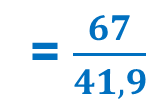 = 67
41,9